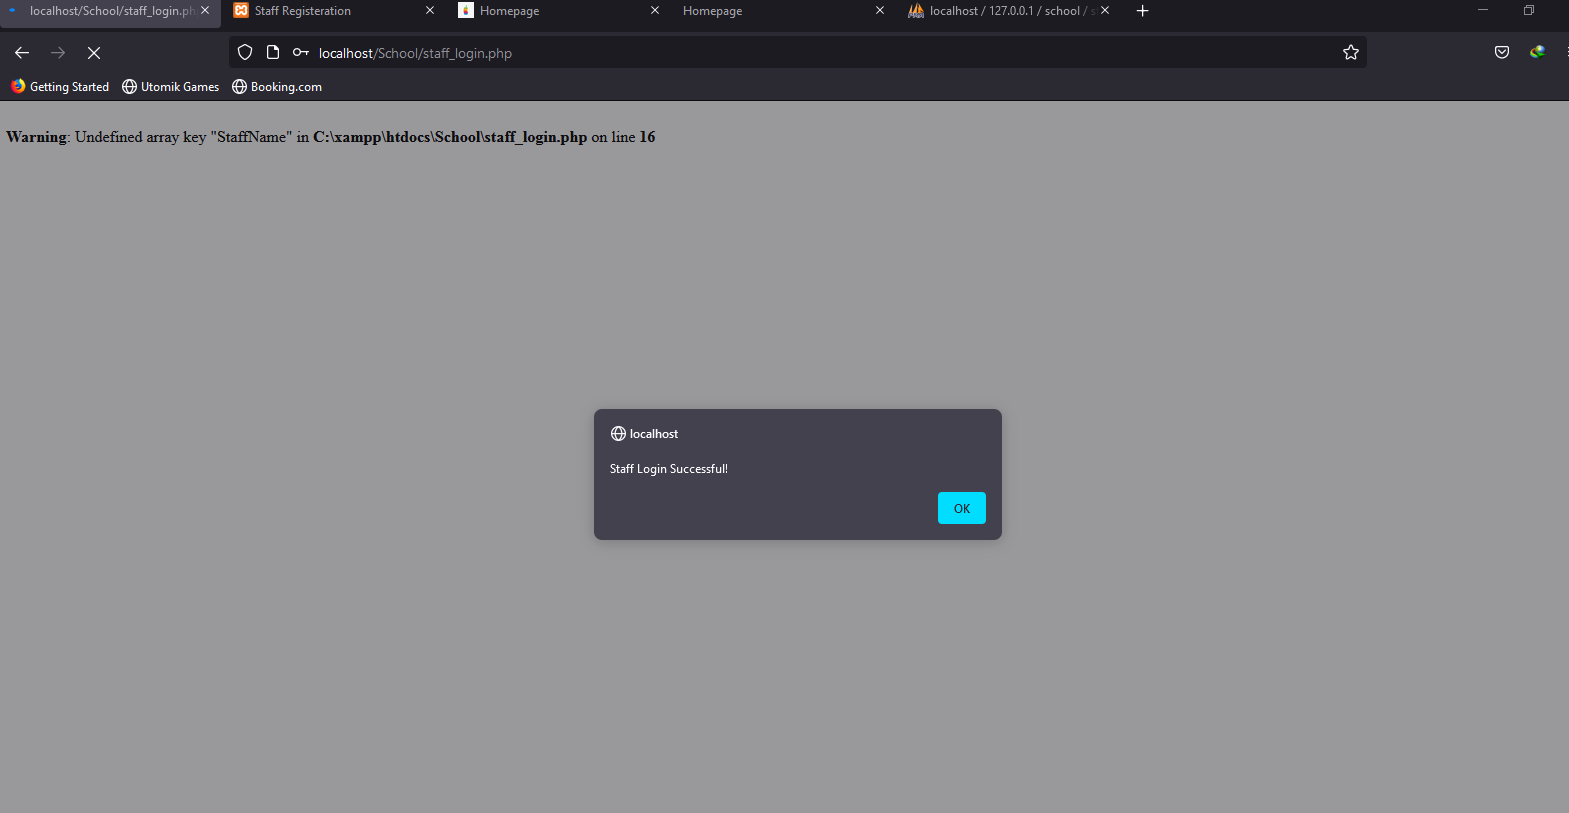 localhost/School/staff_login.ph
Staff Registeration
Homepage
Homepage
localhost / 127.0.0.1 / school / s
localhost/School/staff_login.php
Getting Started
Utomik Games
Booking.com
Warning: Undefined array key "StaffName" in C:\xampp\htdocs\School\staff_login.php on line 16
localhost
Staff Login Successful!
OK